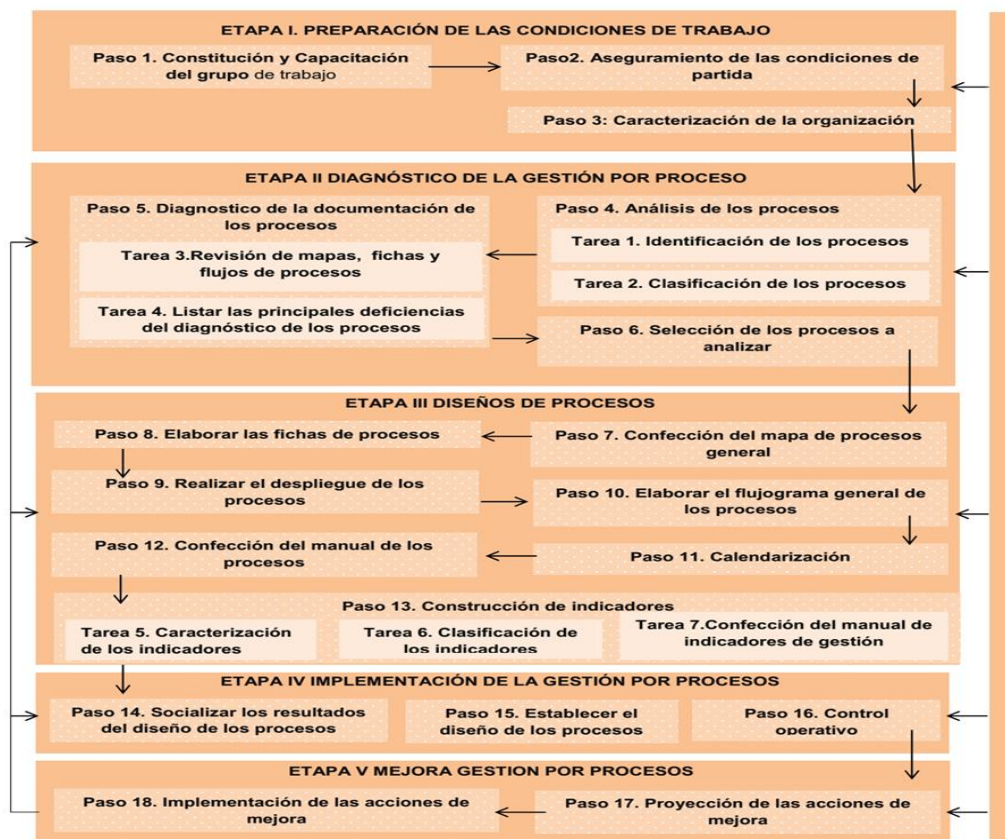 ETAPA I. PREPARACIÓN DE LAS CONDICIONES DE TRABAJO
Paso 1. Constitución y Capacitación
del grupo de trabajo
Paso2. Aseguramiento de las condiciones de
partida
Paso 3: Caracterización de la organización
ETAPA II DIAGNÓSTICO DE LA GESTIÓN POR PROCESO
Paso 4. Análisis de los procesos
Tarea 1. Identificación de los procesos
Tarea 2. Clasificación de los procesos
Paso 5. Diagnostico de la documentación de
los procesos
Tarea 3.Revisión de mapas, fichas y
flujos de procesos
Tarea 4. Listar las principales deficiencias
del diagnóstico de los procesos
Paso 6. Selección de los procesos a
analizar
ETAPA III DISEÑOS DE PROCESOS
Paso 7. Confección del mapa de procesos
general
Paso 8. Elaborar las fichas de procesos
Paso 9. Realizar el despliegue de los
procesos
Paso 10. Elaborar el flujograma general de
los procesos
Paso 11. Calendarización
Paso 12. Confección del manual de los
procesos
Paso 13. Construcción de indicadores
Tarea 5. Caracterización
de los indicadores
Tarea 6. Clasificación de
los indicadores
Tarea 7.Confección del manual de
indicadores de gestión
ETAPA IV IMPLEMENTACIÓN DE LA GESTIÓN POR PROCESOS
Paso 14. Socializar los resultados
del diseño de los procesos
Paso 15. Establecer el
diseño de los procesos
Paso 16. Control
operativo
ETAPA V MEJORA GESTION POR PROCESOS
Paso 17. Proyección de las acciones de
mejora
Paso 18. Implementación de las acciones de
mejora